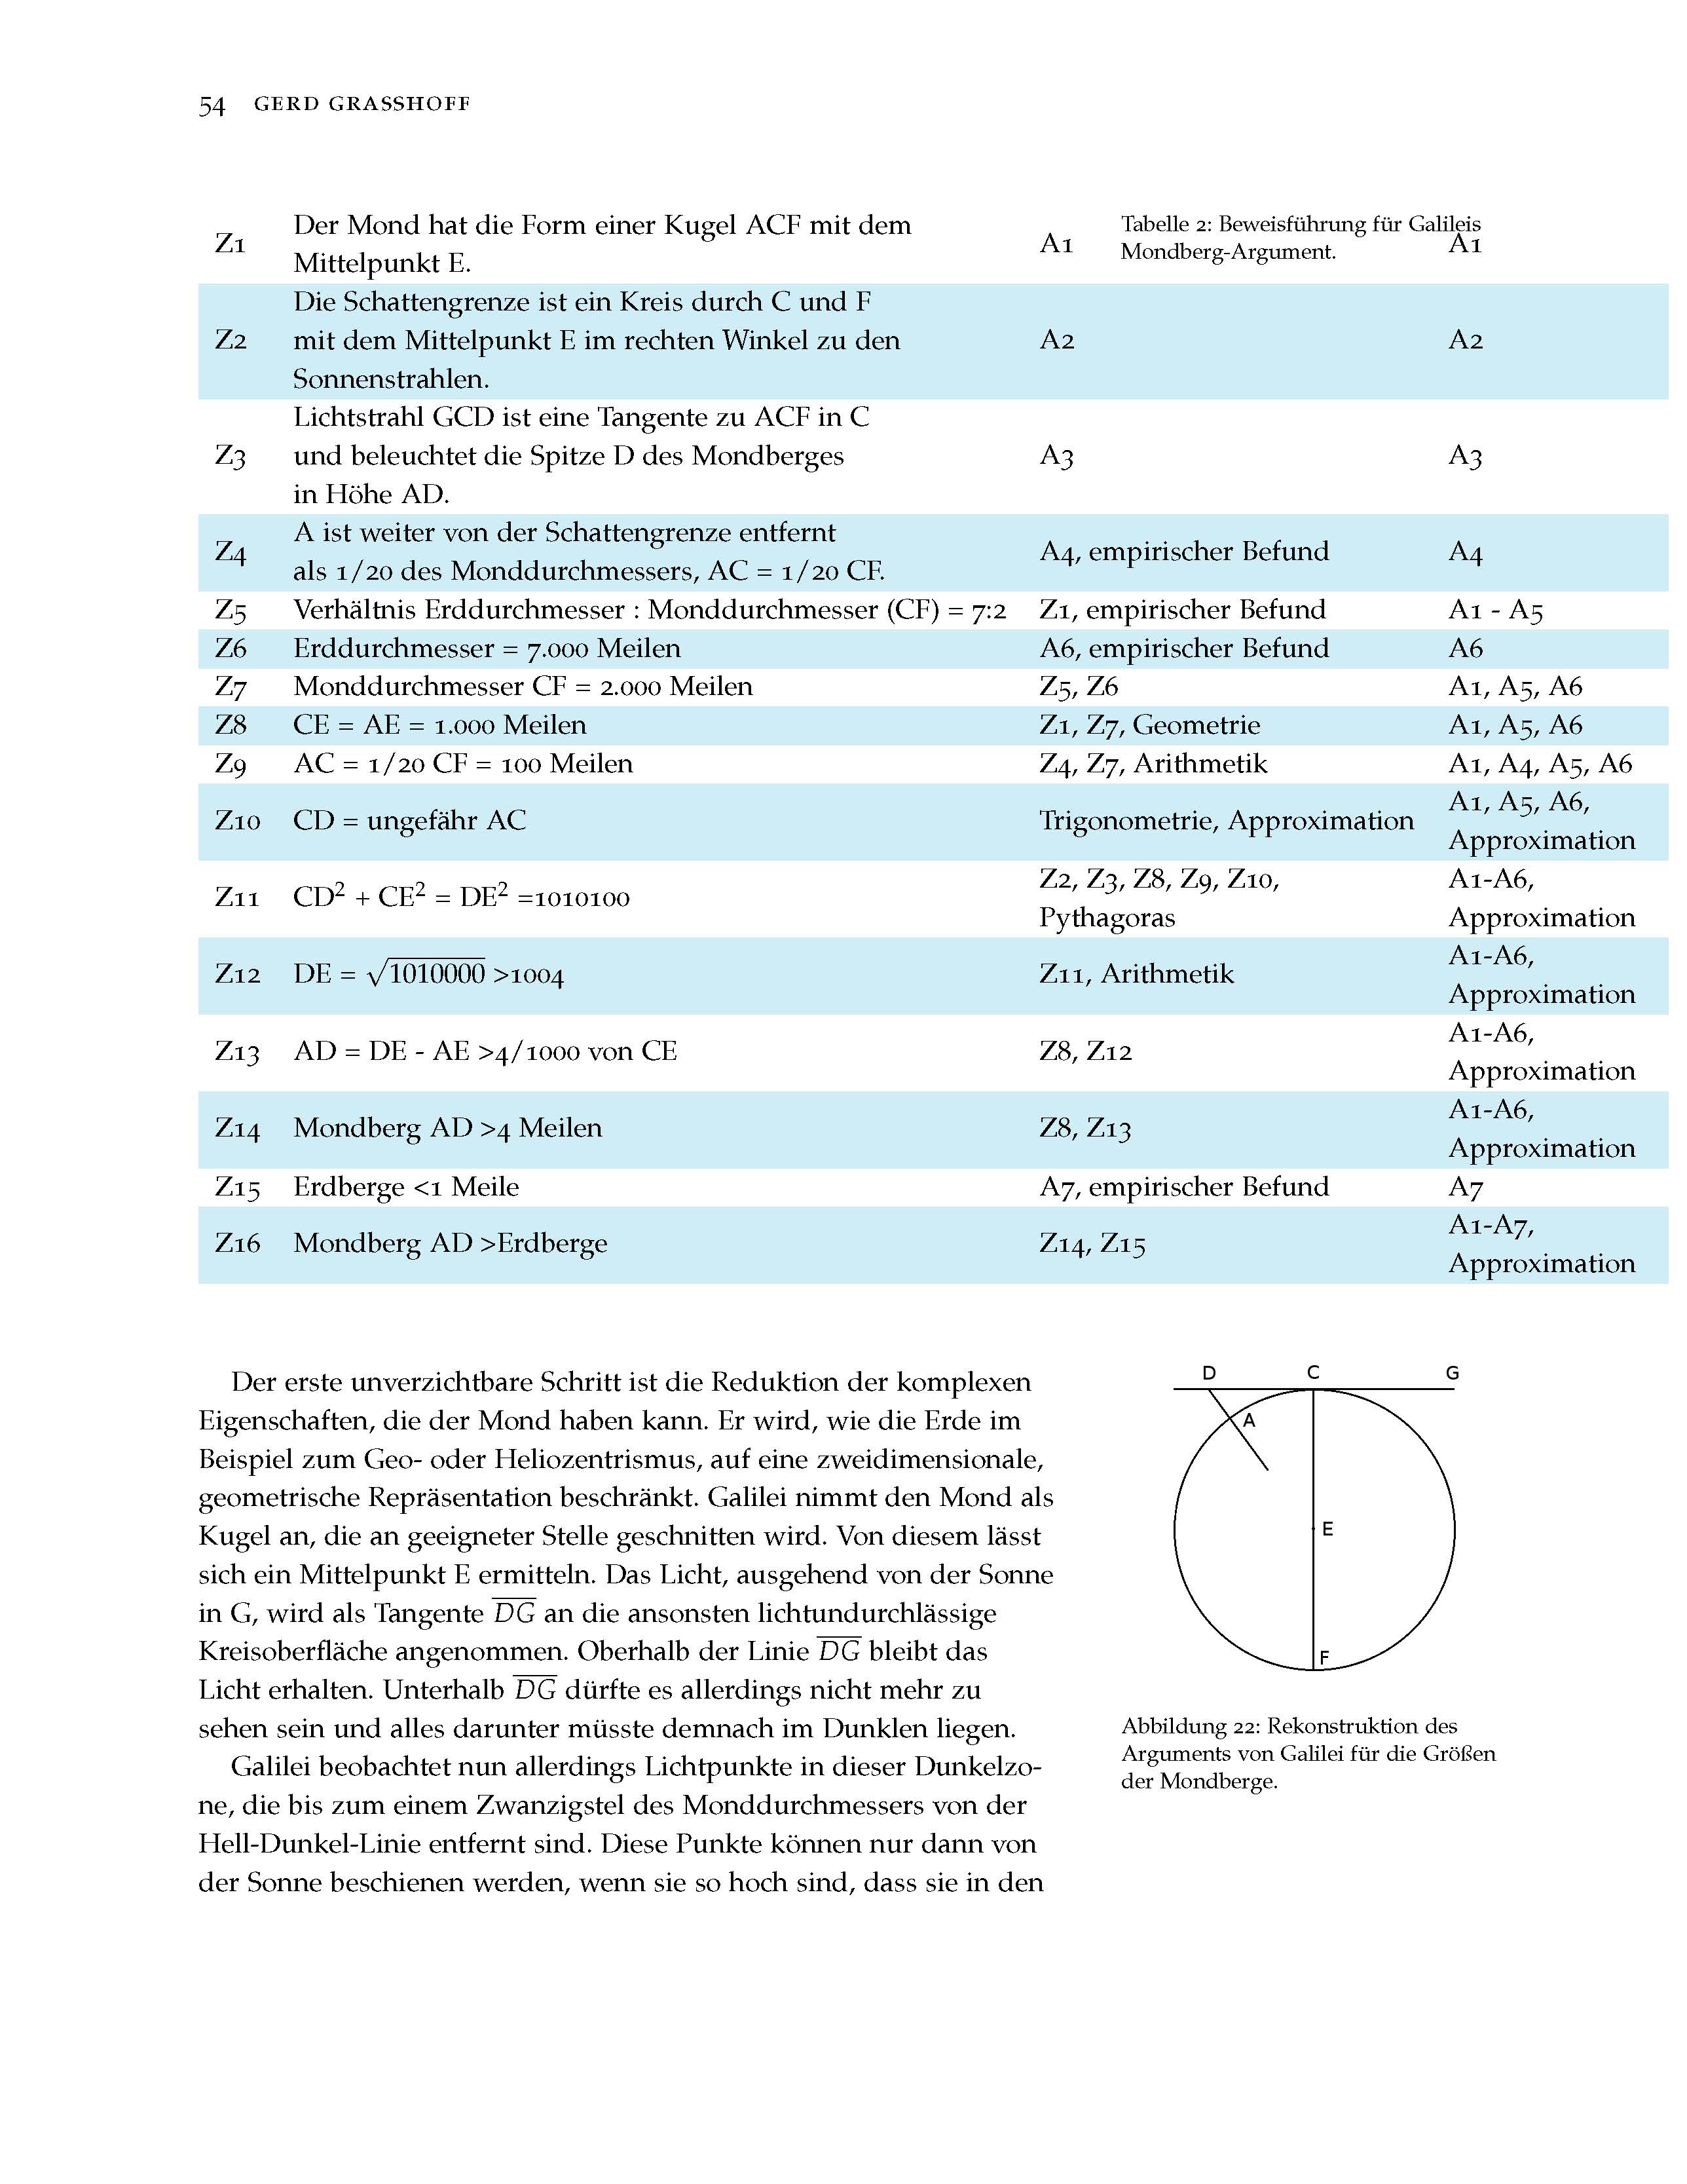 54 GERD GRASSHOFF
Tabelle 2: Beweisführung für Galileis
Mondberg-Argument.
Z1 Der Mond hat die Form einer Kugel ACF mit dem
Mittelpunkt E. A1 A1
Z2 Die Schattengrenze ist ein Kreis durch C und F
mit dem Mittelpunkt E im rechten Winkel zu den
Sonnenstrahlen. A2 A2
Z3 Lichtstrahl GCD ist eine Tangente zu ACF in C
und beleuchtet die Spitze D des Mondberges
in Höhe AD. A3 A3
Z4 A ist weiter von der Schattengrenze entfernt
als 1/20 des Monddurchmessers, AC = 1/20 CF. A4, empirischer Befund A4
Z5 Verhältnis Erddurchmesser : Monddurchmesser (CF) = 7:2 Z1, empirischer Befund A1 - A5
Z6 Erddurchmesser = 7.000 Meilen A6, empirischer Befund A6
Z7 Monddurchmesser CF = 2.000 Meilen Z5, Z6 A1, A5, A6
Z8 CE = AE = 1.000 Meilen Z1, Z7, Geometrie A1, A5, A6
Z9 AC = 1/20 CF = 100 Meilen Z4, Z7, Arithmetik A1, A4, A5, A6
Z10 CD = ungefähr AC Trigonometrie, Approximation A1, A5, A6,
Approximation
Z11 CD² + CE² = DE² =1010100 Z2, Z3, Z8, Z9, Z10,
Pythagoras A1-A6,
Approximation
Z12 DE = √1010000 >1004 Z11, Arithmetik A1-A6,
Approximation
Z13 AD = DE - AE >4/1000 von CE Z8, Z12 A1-A6,
Approximation
Z14 Mondberg AD >4 Meilen Z8, Z13 A1-A6,
Approximation
Z15 Erdberge <1 Meile A7, empirischer Befund A7
Z16 Mondberg AD >Erdberge Z14, Z15 A1-A7,
Approximation
Der erste unverzichtbare Schritt ist die Reduktion der komplexen
Eigenschaften, die der Mond haben kann. Er wird, wie die Erde im
Beispiel zum Geo- oder Heliozentrismus, auf eine zweidimensionale,
geometrische Repräsentation beschränkt. Galilei nimmt den Mond als
Kugel an, die an geeigneter Stelle geschnitten wird. Von diesem lässt
sich ein Mittelpunkt E ermitteln. Das Licht, ausgehend von der Sonne
in G, wird als Tangente D̅G̅ an die ansonsten lichtundurchlässige
Kreisoberfläche angenommen. Oberhalb der Linie D̅G̅ bleibt das
Licht erhalten. Unterhalb D̅G̅ dürfte es allerdings nicht mehr zu
sehen sein und alles darunter müsste demnach im Dunklen liegen.
Galilei beobachtet nun allerdings Lichtpunkte in dieser Dunkelzo-
ne, die bis zum einem Zwanzigstel des Monddurchmessers von der
Hell-Dunkel-Linie entfernt sind. Diese Punkte können nur dann von
der Sonne beschienen werden, wenn sie so hoch sind, dass sie in den
D C G
A
E
F
Abbildung 22: Rekonstruktion des
Arguments von Galilei für die Größen
der Mondberge.